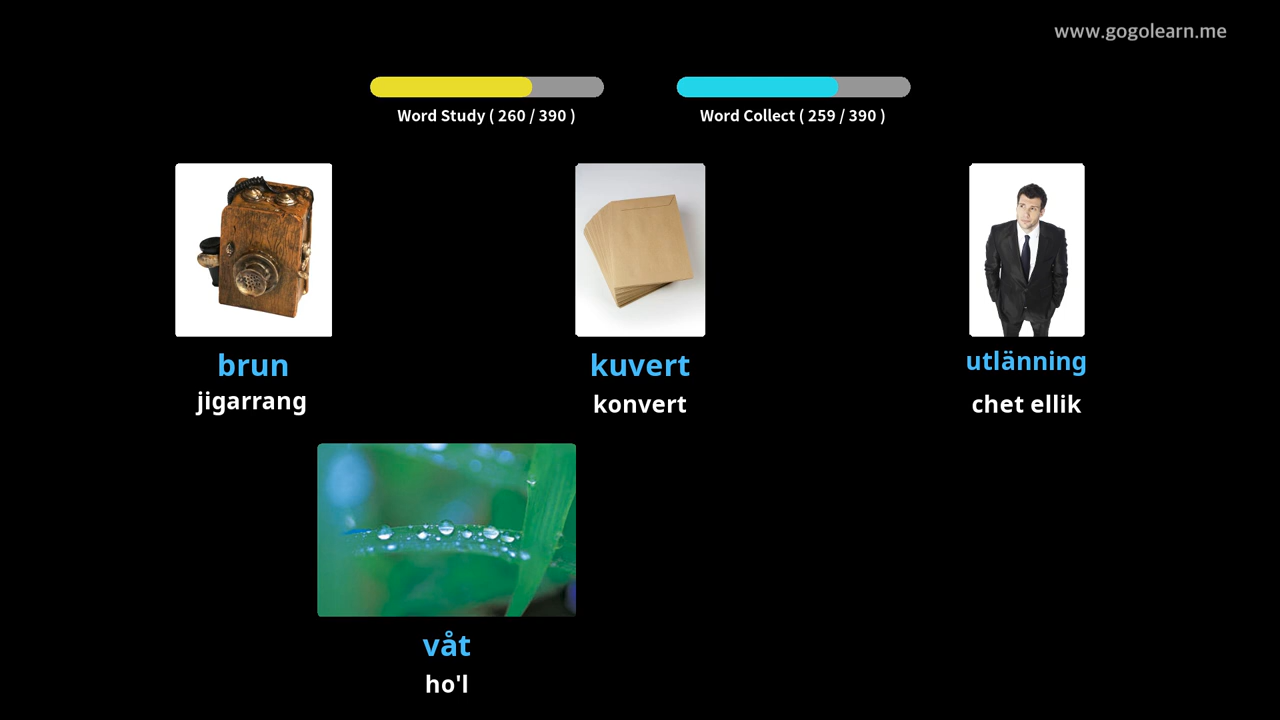 www.gogolearn.me
Word Study ( 260 / 390 )
Word Collect ( 259 / 390 )
brun
jigarrang
kuvert
konvert
utlänning
chet ellik
våt
ho'l